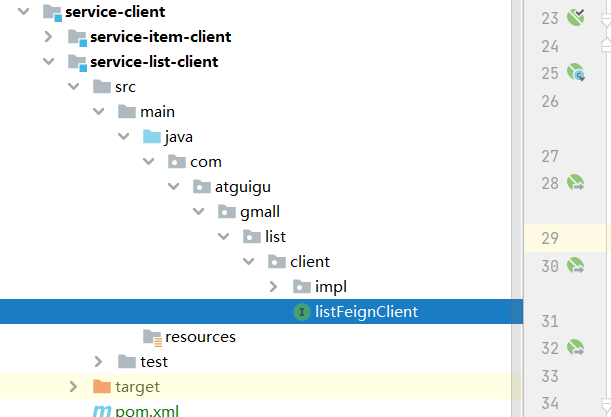 service-client
service-item-client
service-list-client
src
main
java
com
atguigu
gmall
list
client
impl
I listFeignClient
resources
test
target
m pom.xml
23
24
25
26
27
28
29
30
31
32
33
34